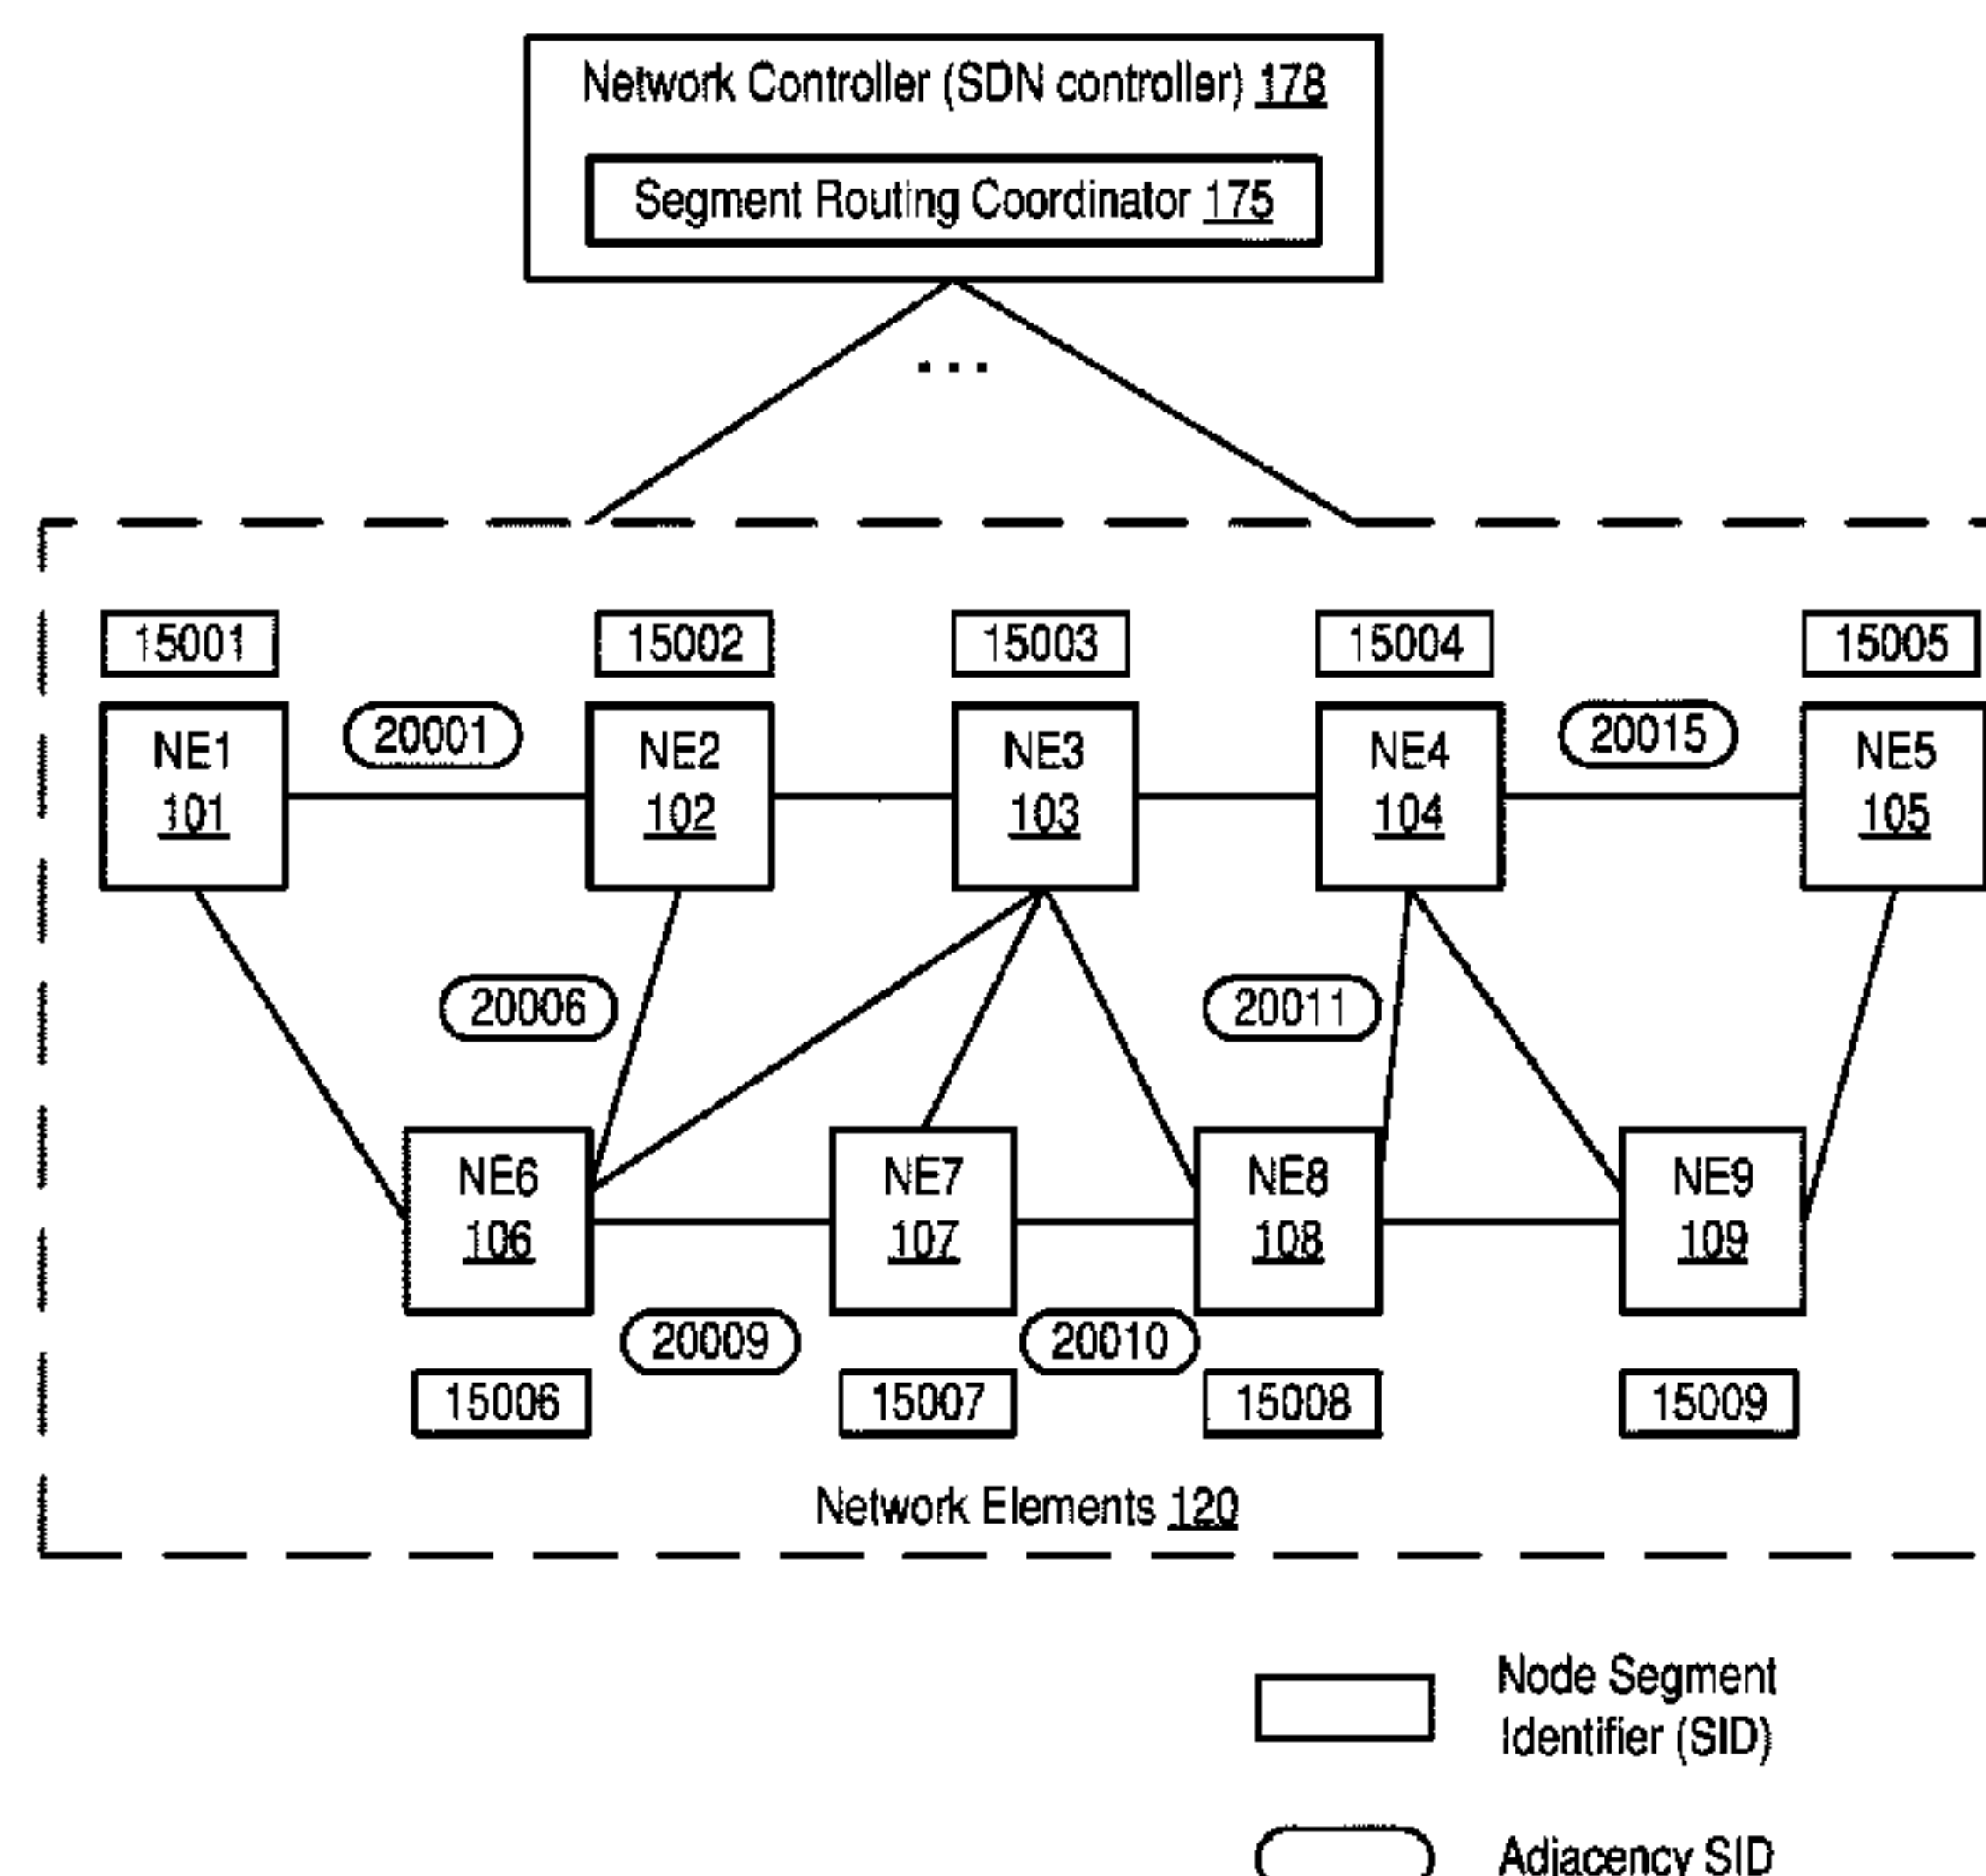 Network Controller (SDN controller) 178
Segment Routing Coordinator 175
...
15001 15002 15003 15004 15005
20001 20015
NE1 NE2 NE3 NE4 NE5
101 102 103 104 105
20006 20011
NE6 NE7 NE8 NE9
106 107 108 109
20009 20010
15006 15007 15008 15009
Network Elements 120
Node Segment
Identifier (SID)
Adjacency SID